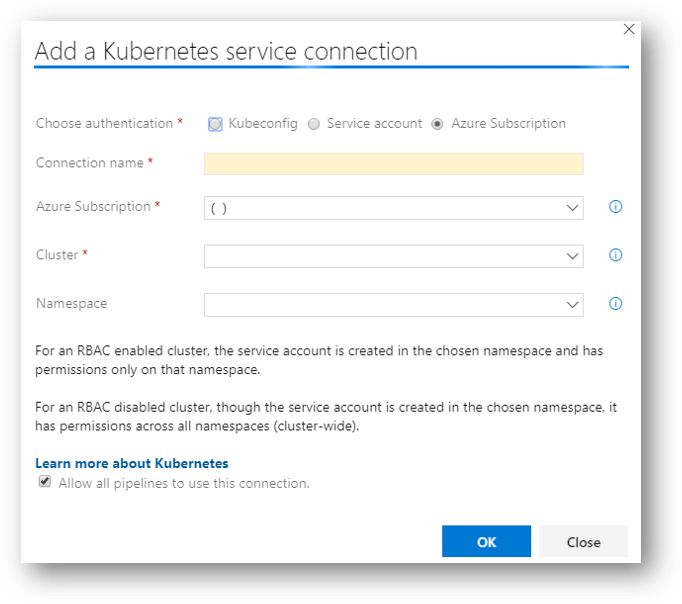 Add a Kubernetes service connection
Choose authentication * Kubeconfig Service account Azure Subscription
Connection name *
Azure Subscription * ( )
Cluster *
Namespace
For an RBAC enabled cluster, the service account is created in the chosen namespace and has
permissions only on that namespace.
For an RBAC disabled cluster, though the service account is created in the chosen namespace, it
has permissions across all namespaces (cluster-wide).
Learn more about Kubernetes
Allow all pipelines to use this connection.
OK Close